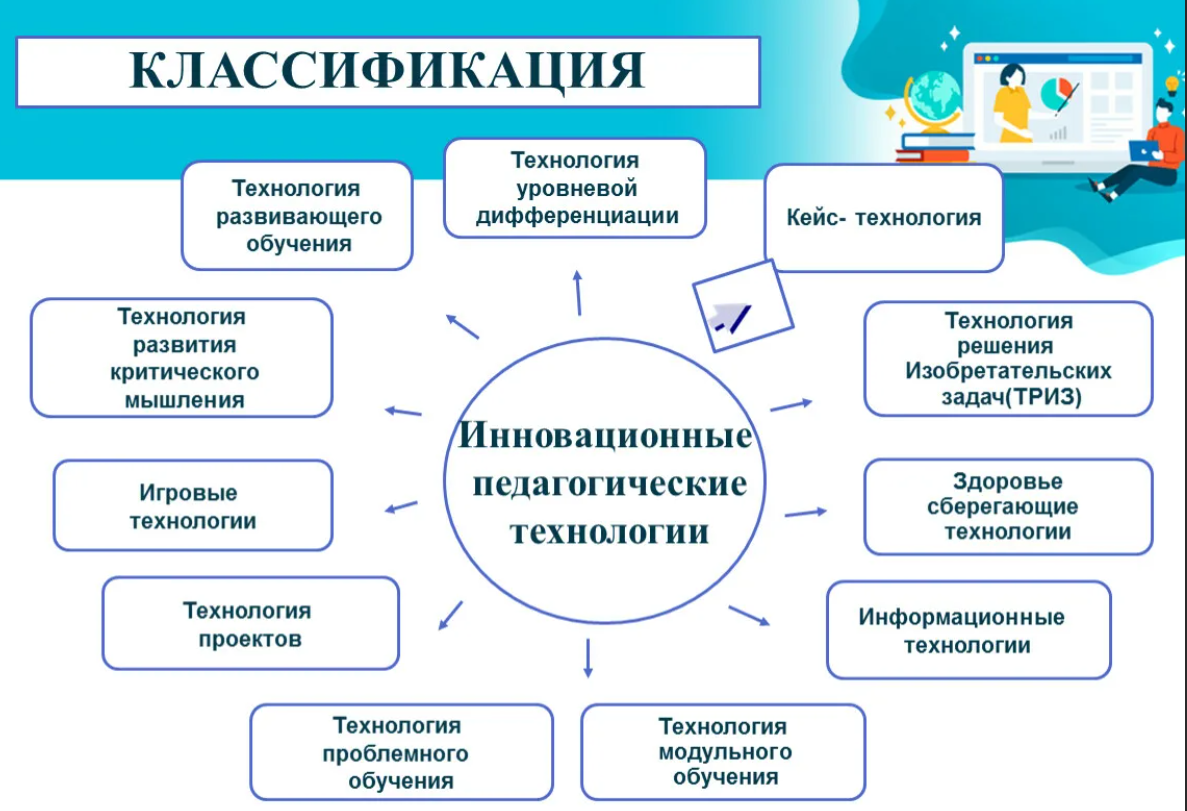 КЛАССИФИКАЦИЯ
Технология
уровневой
дифференциации
Технология
развивающего
обучения
Кейс- технология
Технология
развития
критического
мышления
Технология
решения
Изобретательских
задач(ТРИЗ)
Инновационные
педагогические
технологии
Игровые
технологии
Здоровье
сберегающие
технологии
Технология
проектов
Информационные
технологии
Технология
проблемного
обучения
Технология
модульного
обучения